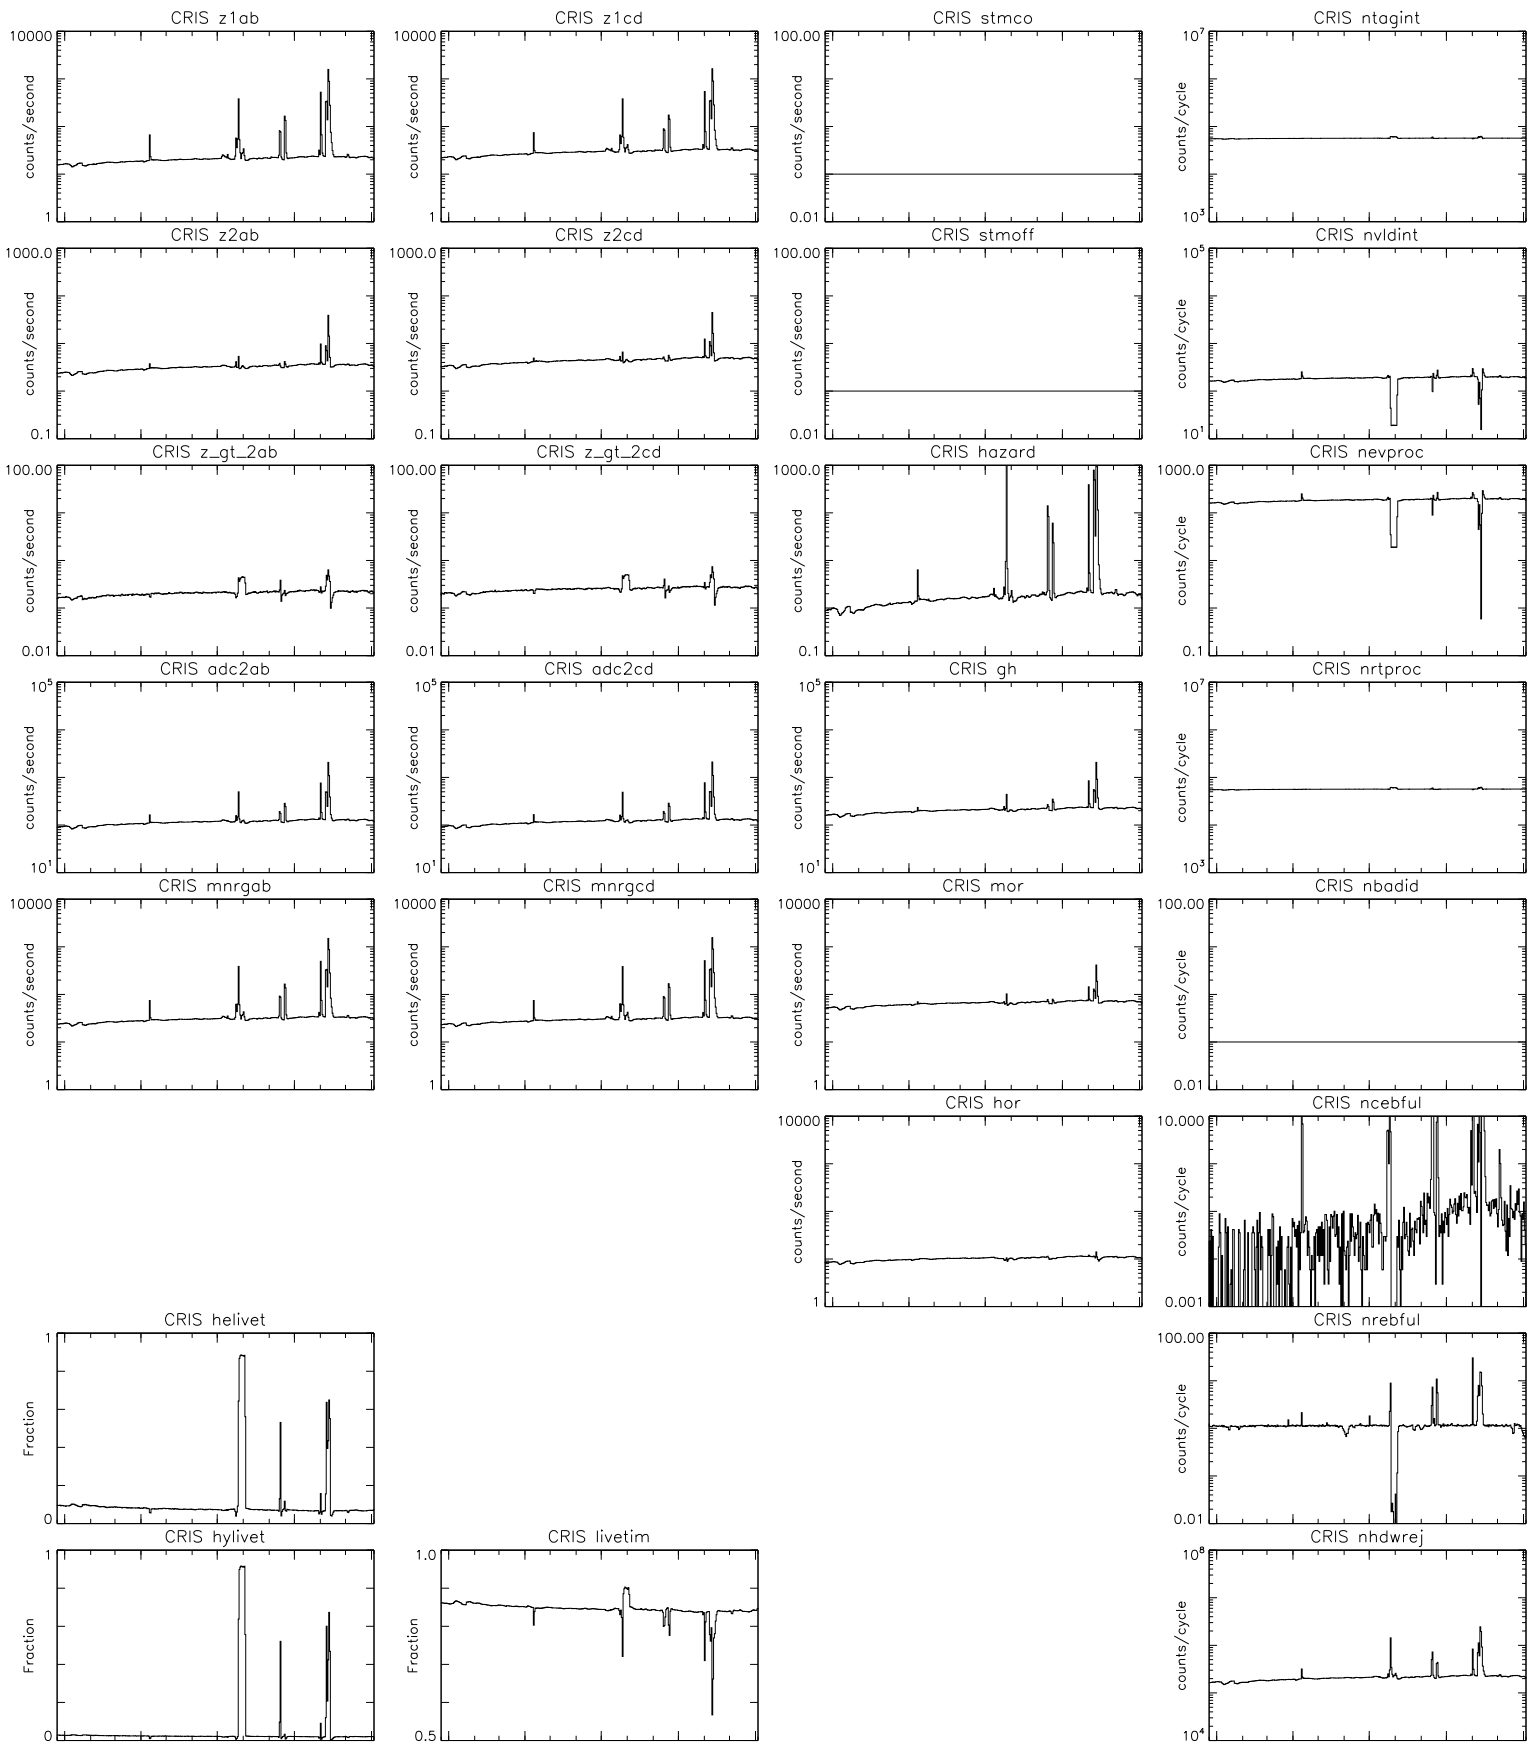 CRIS z1ab
10000
counts/second
1
CRIS z1cd
10000
counts/second
1
CRIS stmco
100.00
counts/second
0.01
CRIS ntagint
10⁷
counts/cycle
10³
CRIS z2ab
1000.0
counts/second
0.1
CRIS z2cd
1000.0
counts/second
0.1
CRIS stmoff
100.00
counts/second
0.01
CRIS nvldint
10⁵
counts/cycle
10¹
CRIS z_gt_2ab
100.00
counts/second
0.01
CRIS z_gt_2cd
100.00
counts/second
0.01
CRIS hazard
1000.0
counts/second
0.1
CRIS nevproc
1000.0
counts/cycle
0.1
CRIS adc2ab
10⁵
counts/second
10¹
CRIS adc2cd
10⁵
counts/second
10¹
CRIS gh
10⁵
counts/second
10¹
CRIS nrtproc
10⁷
counts/cycle
10³
CRIS mnrgab
10000
counts/second
1
CRIS mnrgcd
10000
counts/second
1
CRIS mor
10000
counts/second
1
CRIS nbadid
100.00
counts/cycle
0.01
CRIS hor
10000
counts/second
1
CRIS ncebful
10.000
counts/cycle
0.001
CRIS helivet
1
Fraction
0
CRIS nrebful
100.00
counts/cycle
0.01
CRIS hylivet
1
Fraction
0
CRIS livetim
1.0
Fraction
0.5
CRIS nhdwrej
10⁸
counts/cycle
10⁴